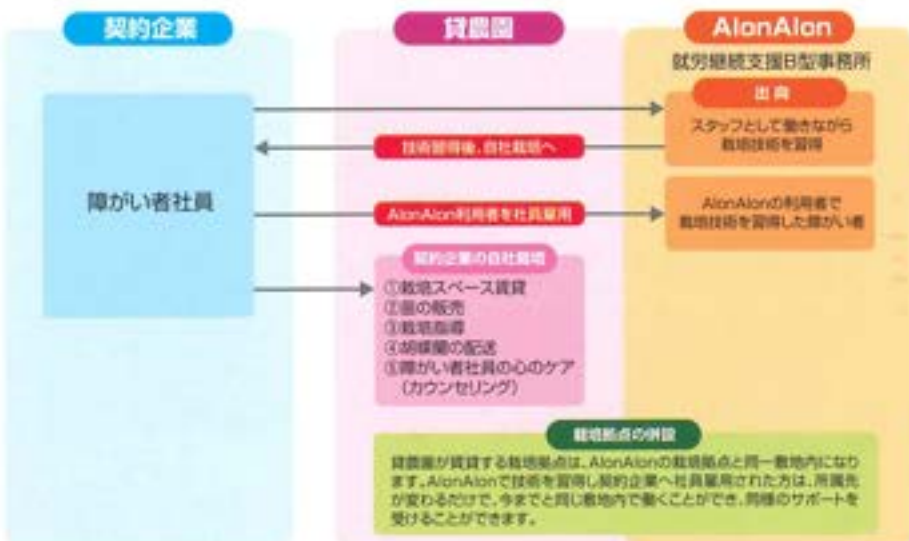 契約企業
貸農園
AlonAlon
就労継続支援B型事務所
障がい者社員
出向
スタッフとして働きながら
栽培技術を習得
技術習得後、自社栽培へ
AlonAlon利用者を社員雇用
AlonAlonの利用者で
栽培技術を習得した障がい者
契約企業の自社栽培
①栽培スペース賃貸
②苗の販売
③栽培指導
④胡蝶蘭の配送
⑤障がい者社員の心のケア
（カウンセリング）
栽培拠点の併設
貸農園が賃貸する栽培拠点は、AlonAlonの栽培拠点と同一敷地内になり
ます。AlonAlonで技術を習得し契約企業へ社員雇用された方は、所属先
が変わるだけで、今までと同じ敷地内で働くことができ、同様のサポートを
受けることができます。